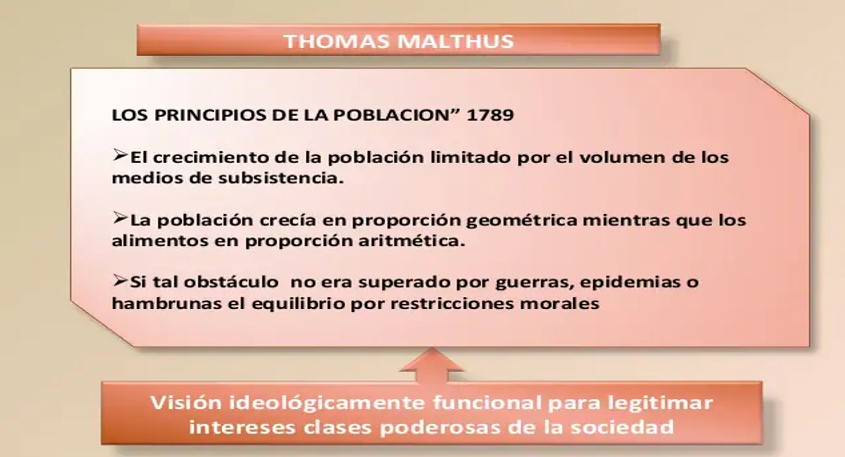 THOMAS MALTHUS
LOS PRINCIPIOS DE LA POBLACION” 1789
➢El crecimiento de la población limitado por el volumen de los
medios de subsistencia.
➢La población crecía en proporción geométrica mientras que los
alimentos en proporción aritmética.
➢Si tal obstáculo no era superado por guerras, epidemias o
hambrunas el equilibrio por restricciones morales
Visión ideológicamente funcional para legitimar
intereses clases poderosas de la sociedad